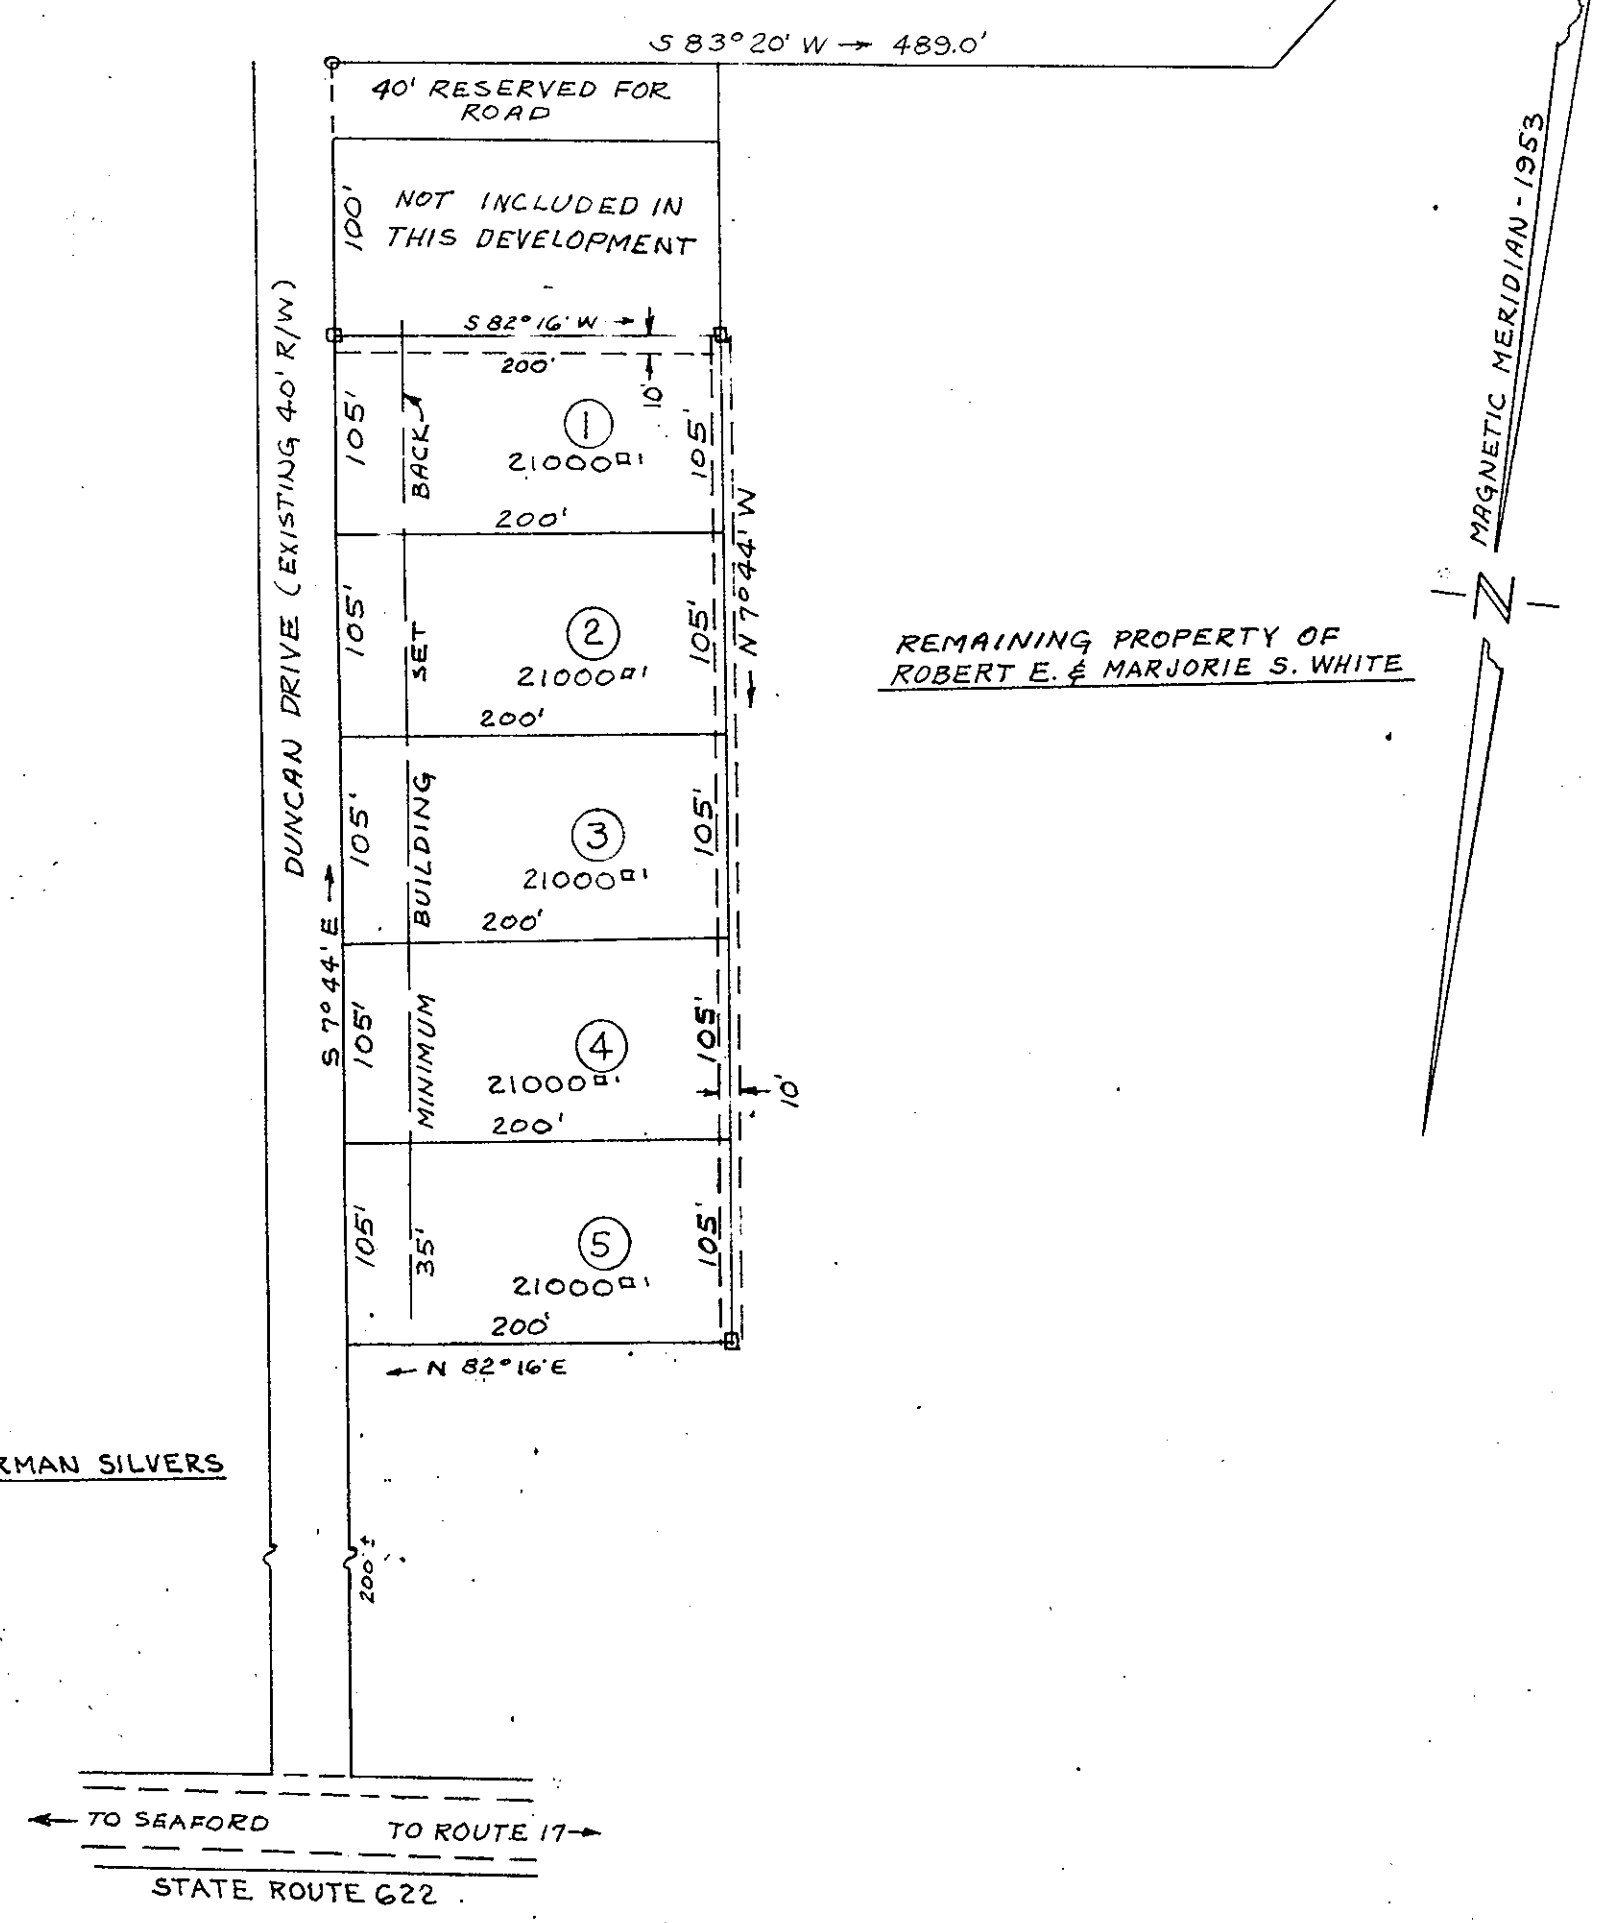 S 83° 20' W → 489.0'
40' RESERVED FOR
ROAD
100'
NOT INCLUDED IN
THIS DEVELOPMENT
MAGNETIC MERIDIAN - 1953
N
DUNCAN DRIVE (EXISTING 40' R/W)
S 82° 16' W →
200'
10'
105'
BACK
1
21000□'
105'
200'
N 7° 44' W →
105'
SET
2
21000□'
105'
200'
REMAINING PROPERTY OF
ROBERT E. & MARJORIE S. WHITE
105'
BUILDING
3
21000□'
105'
200'
S 7° 44' E →
105'
MINIMUM
4
21000□'
105'
200'
10'
105'
35'
5
21000□'
105'
200'
← N 82° 16' E
RMAN SILVERS
200'±
← TO SEAFORD
TO ROUTE 17 →
STATE ROUTE 622